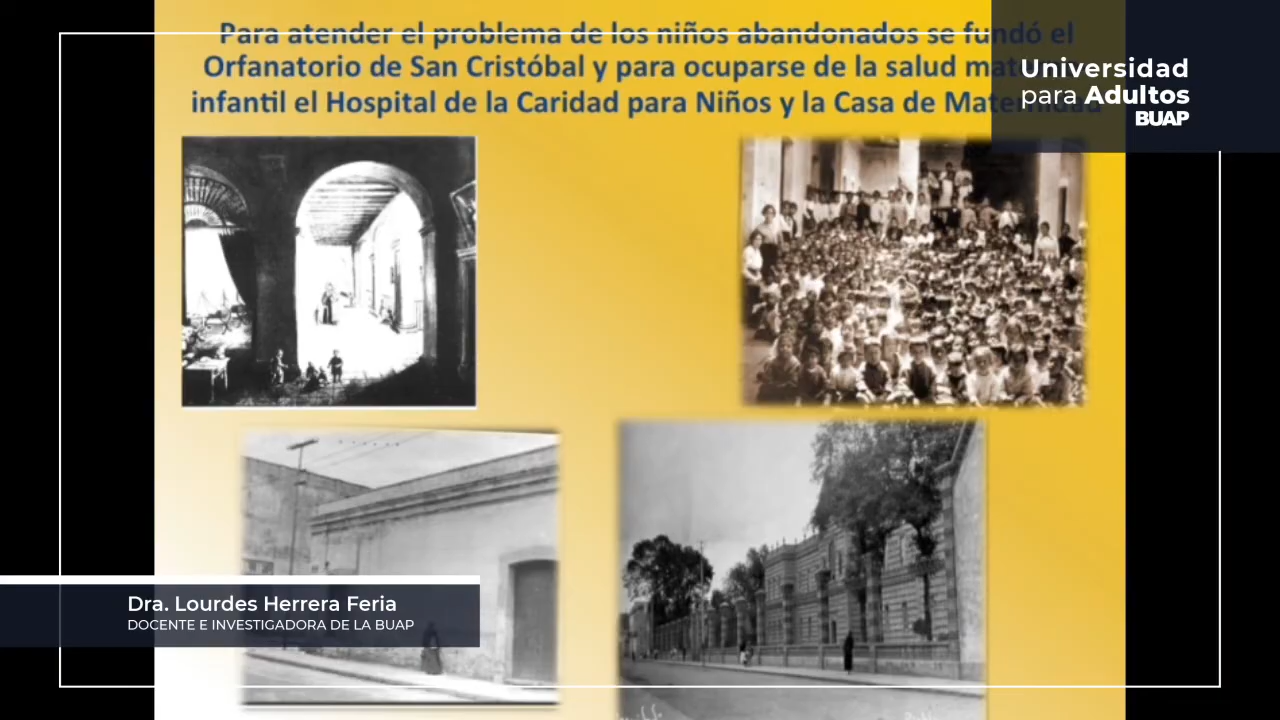 Para atender el problema de los niños abandonados se fundó el
Orfanatorio de San Cristóbal y para ocuparse de la salud
infantil el Hospital de la Caridad para Niños y la Casa de Maternidad
Universidad
para Adultos
BUAP
Dra. Lourdes Herrera Feria
DOCENTE E INVESTIGADORA DE LA BUAP